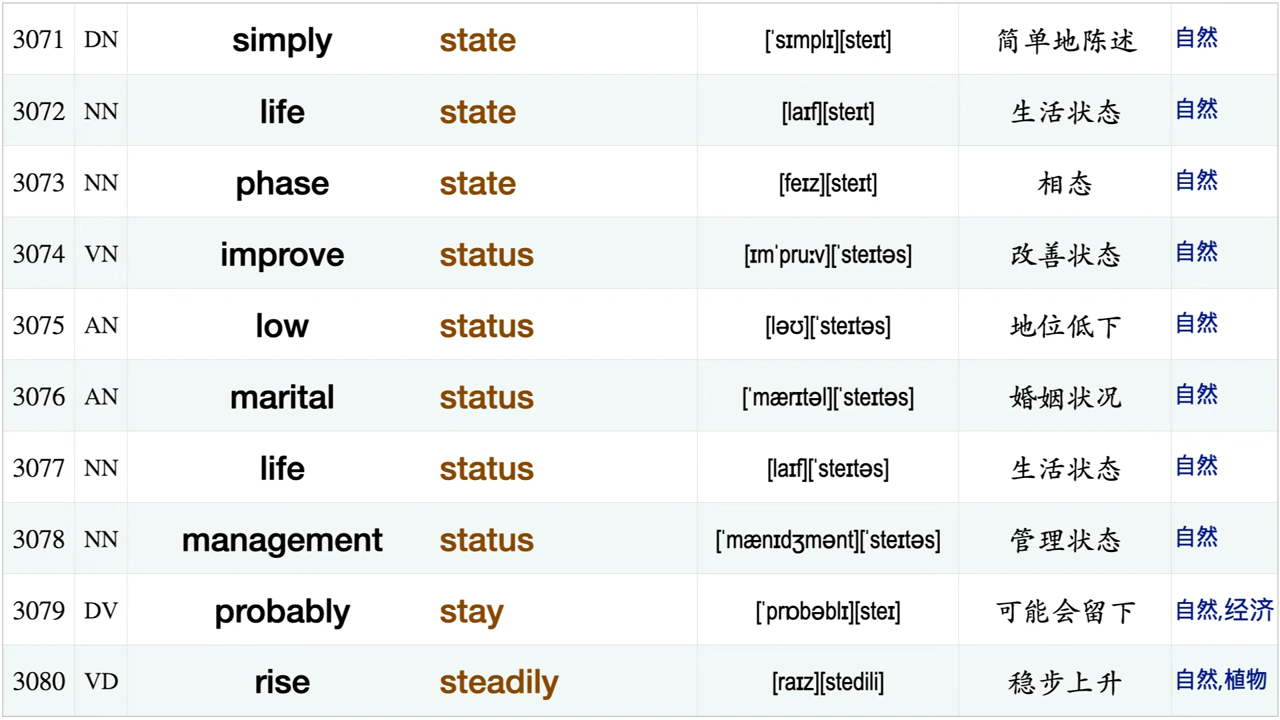 3071 DN simply state [ˈsɪmplɪ][steɪt] 简单地陈述 自然
3072 NN life state [laɪf][steɪt] 生活状态 自然
3073 NN phase state [feɪz][steɪt] 相态 自然
3074 VN improve status [ɪmˈpruːv][ˈsteɪtəs] 改善状态 自然
3075 AN low status [ləʊ][ˈsteɪtəs] 地位低下 自然
3076 AN marital status [ˈmærɪtəl][ˈsteɪtəs] 婚姻状况 自然
3077 NN life status [laɪf][ˈsteɪtəs] 生活状态 自然
3078 NN management status [ˈmænɪdʒmənt][ˈsteɪtəs] 管理状态 自然
3079 DV probably stay [ˈprɒbəblɪ][steɪ] 可能会留下 自然,经济
3080 VD rise steadily [raɪz][stedili] 稳步上升 自然,植物